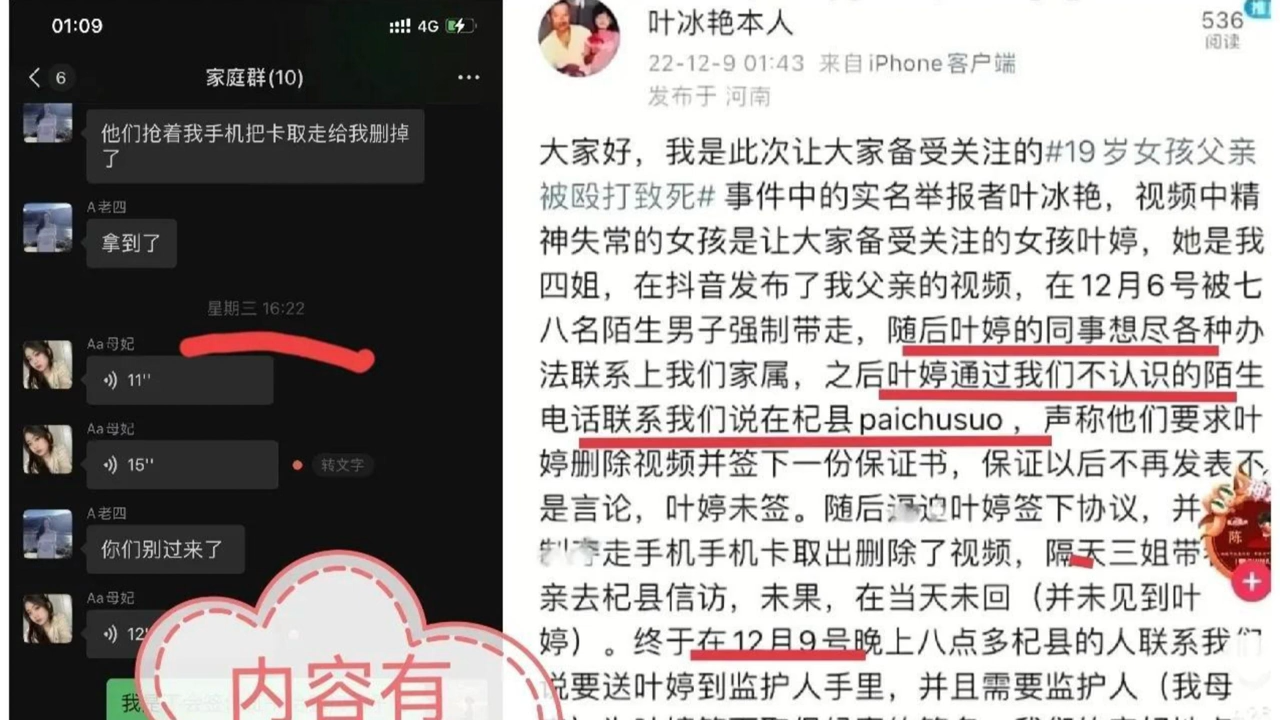 01:09
4G
6
家庭群(10)
他们抢着我手机把卡取走给我删掉
了
A老四
拿到了
星期三 16:22
Aa母妃
11''
Aa母妃
15''
转文字
A老四
你们别过来了
Aa母妃
12'
内容有
叶冰艳本人
536
阅读
22-12-9 01:43 来自iPhone客户端
发布于 河南
大家好，我是此次让大家备受关注的#19岁女孩父亲
被殴打致死# 事件中的实名举报者叶冰艳，视频中精
神失常的女孩是让大家备受关注的女孩叶婷，她是我
四姐，在抖音发布了我父亲的视频，在12月6号被七
八名陌生男子强制带走，随后叶婷的同事想尽各种办
法联系上我们家属，之后叶婷通过我们不认识的陌生
电话联系我们说在杞县paichusuo，声称他们要求叶
婷删除视频并签下一份保证书，保证以后不再发表不
是言论，叶婷未签。随后逼迫叶婷签下协议，并
走手机手机卡取出删除了视频，隔天三姐带
亲去杞县信访，未果，在当天未回（并未见到叶
婷）。终于在12月9号晚上八点多杞县的人联系我们
说要送叶婷到监护人手里，并且需要监护人（我母
陈